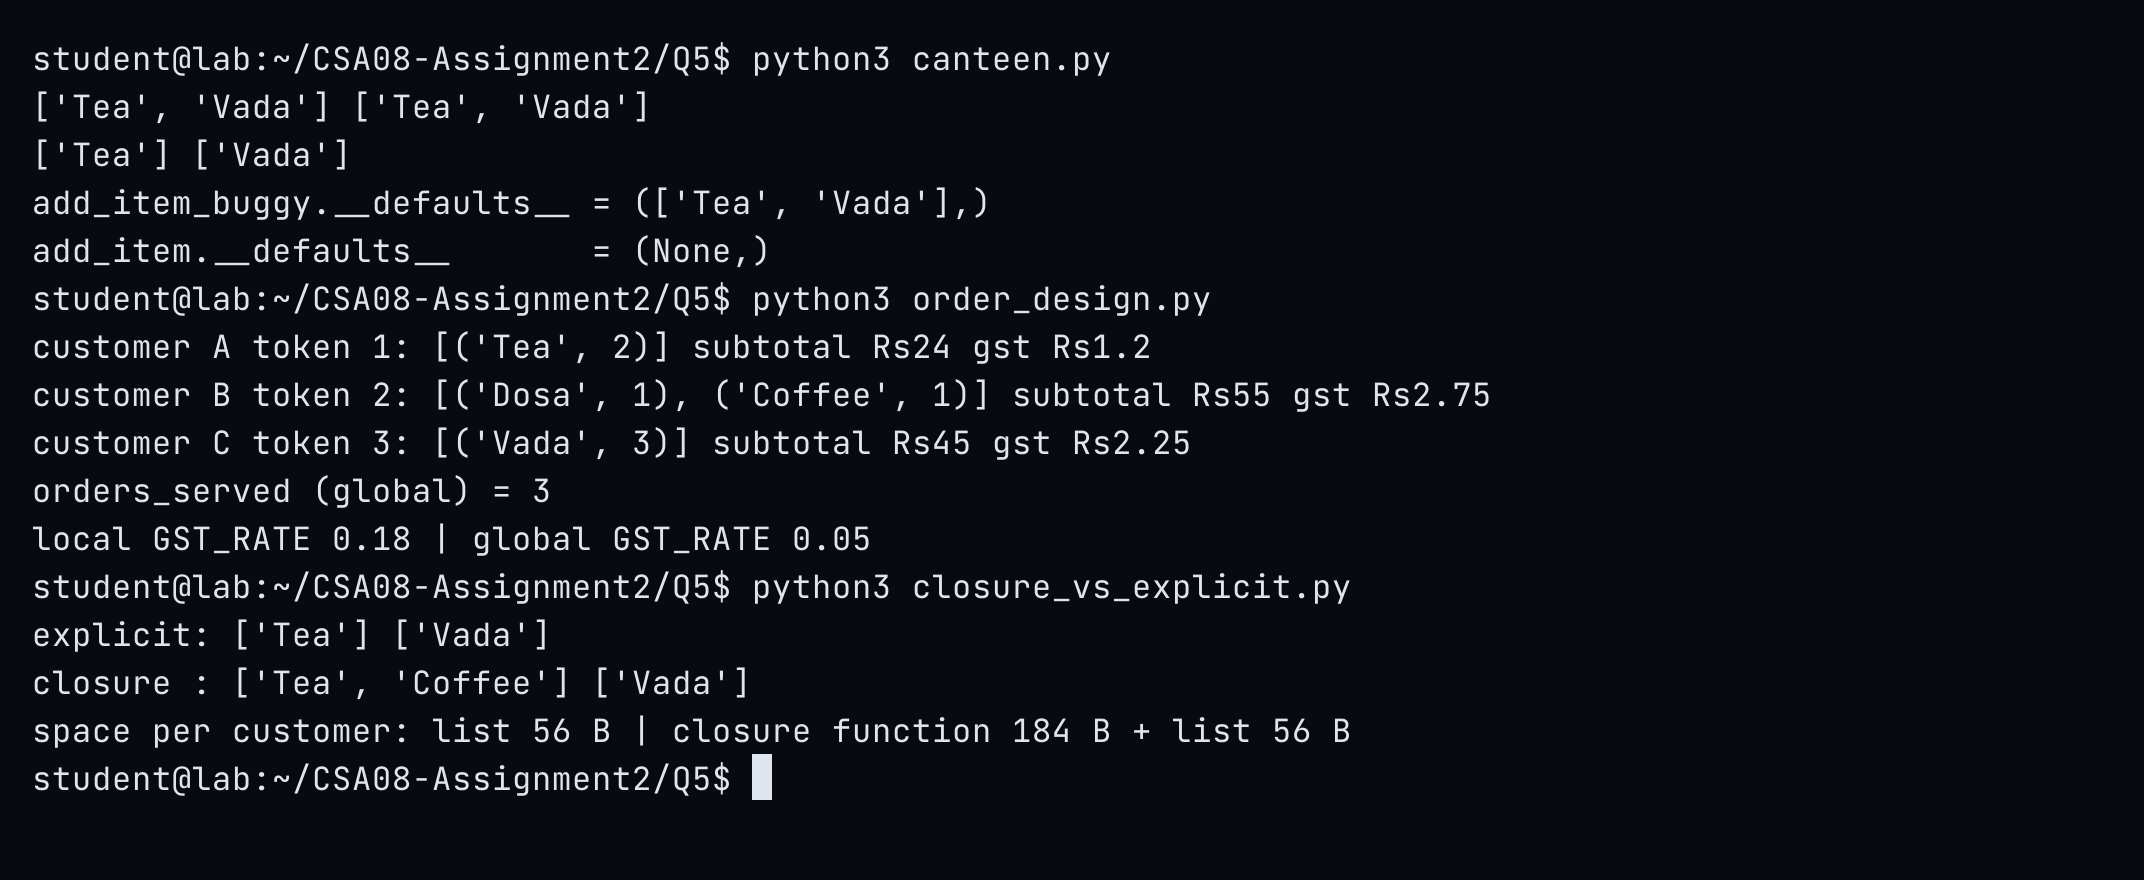 student@lab:~/CSA08-Assignment2/Q5$ python3 canteen.py
['Tea', 'Vada'] ['Tea', 'Vada']
['Tea'] ['Vada']
add_item_buggy.__defaults__ = (['Tea', 'Vada'],)
add_item.__defaults__       = (None,)
student@lab:~/CSA08-Assignment2/Q5$ python3 order_design.py
customer A token 1: [('Tea', 2)] subtotal Rs24 gst Rs1.2
customer B token 2: [('Dosa', 1), ('Coffee', 1)] subtotal Rs55 gst Rs2.75
customer C token 3: [('Vada', 3)] subtotal Rs45 gst Rs2.25
orders_served (global) = 3
local GST_RATE 0.18 | global GST_RATE 0.05
student@lab:~/CSA08-Assignment2/Q5$ python3 closure_vs_explicit.py
explicit: ['Tea'] ['Vada']
closure : ['Tea', 'Coffee'] ['Vada']
space per customer: list 56 B | closure function 184 B + list 56 B
student@lab:~/CSA08-Assignment2/Q5$